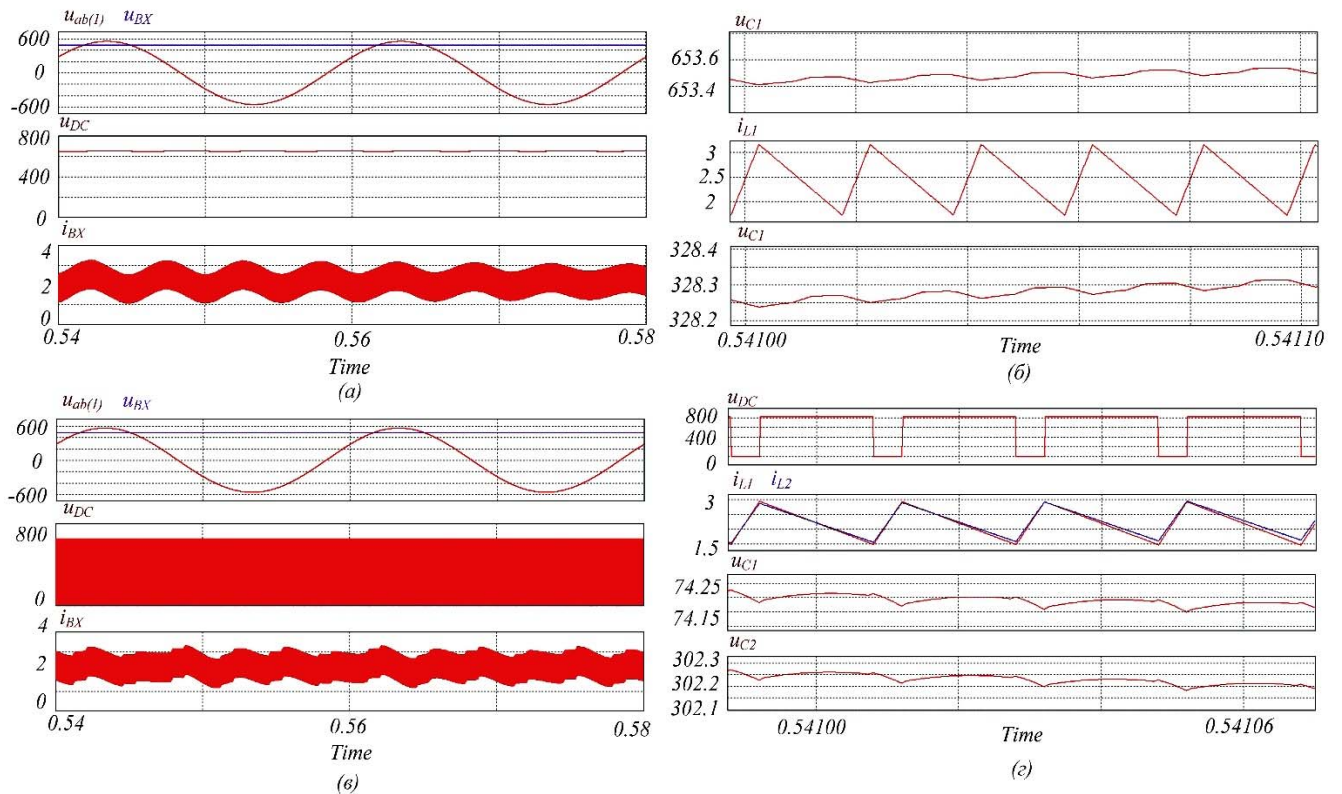 u_ab(1) u_BX
600
0
-600
u_DC
800
400
0
i_BX
4
2
0
0.54 0.56 0.58
Time
(а)
u_C1
653.6
653.4
i_L1
3
2.5
2
u_C1
328.4
328.3
328.2
0.54100 0.54110
Time
(б)
u_ab(1) u_BX
600
0
-600
u_DC
800
0
i_BX
4
2
0
0.54 0.56 0.58
Time
(в)
u_DC
800
400
0
i_L1 i_L2
3
1.5
u_C1
74.25
74.15
u_C2
302.3
302.2
302.1
0.54100 0.54106
Time
(г)